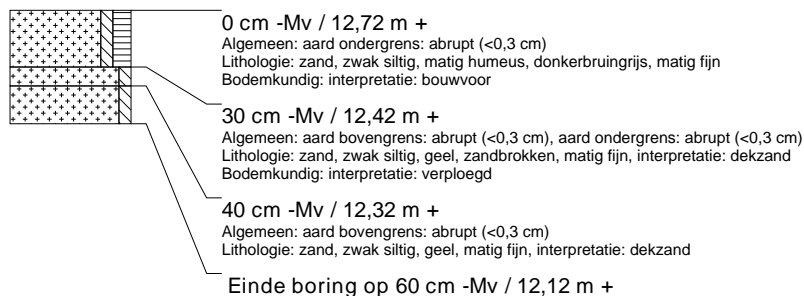 0 cm -Mv / 12,72 m +
Algemeen: aard ondergrens: abrupt (<0,3 cm)
Lithologie: zand, zwak siltig, matig humeus, donkerbruingrijs, matig fijn
Bodemkundig: interpretatie: bouwvoor
30 cm -Mv / 12,42 m +
Algemeen: aard bovengrens: abrupt (<0,3 cm), aard ondergrens: abrupt (<0,3 cm)
Lithologie: zand, zwak siltig, geel, zandbrokken, matig fijn, interpretatie: dekzand
Bodemkundig: interpretatie: verploegd
40 cm -Mv / 12,32 m +
Algemeen: aard bovengrens: abrupt (<0,3 cm)
Lithologie: zand, zwak siltig, geel, matig fijn, interpretatie: dekzand
Einde boring op 60 cm -Mv / 12,12 m +